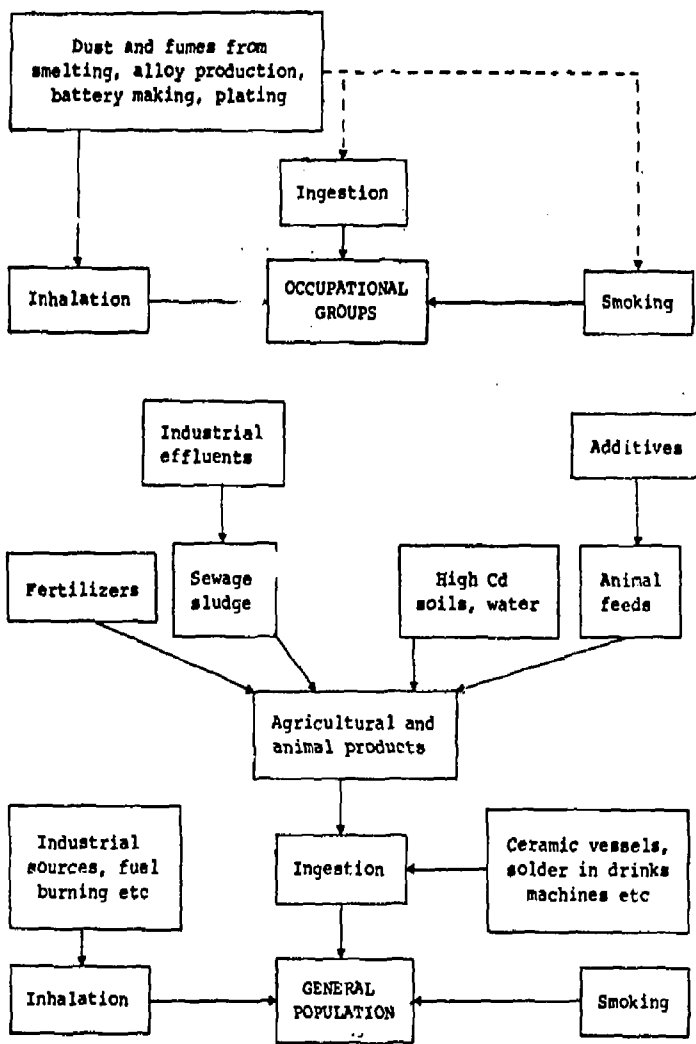 Dust and fumes from
smelting, alloy production,
battery making, plating
Ingestion
Inhalation
OCCUPATIONAL
GROUPS
Smoking
Industrial
effluents
Additives
Fertilizers
Sewage
sludge
High Cd
soils, water
Animal
feeds
Agricultural and
animal products
Industrial
sources, fuel
burning etc
Ingestion
Ceramic vessels,
solder in drinks
machines etc
Inhalation
GENERAL
POPULATION
Smoking